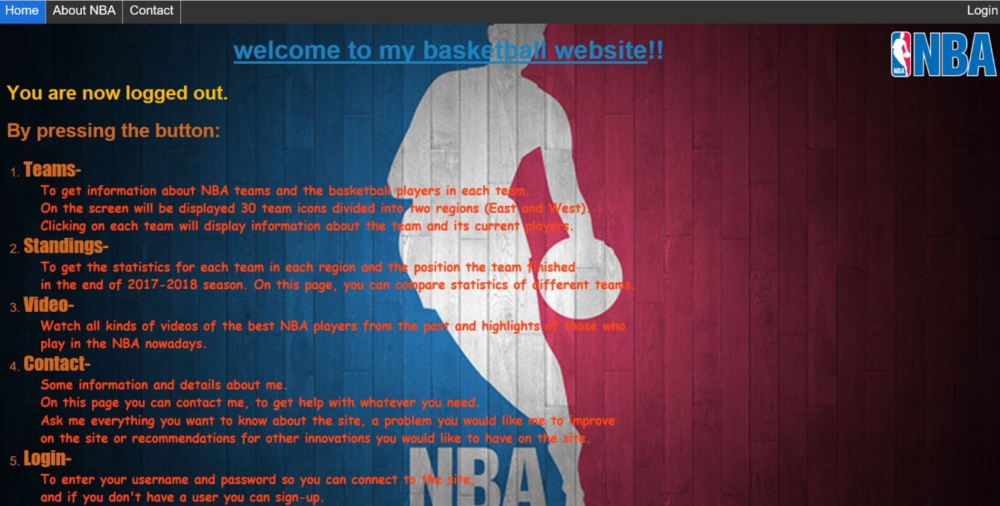 Home About NBA Contact Login
welcome to my basketball website!!
NBA NBA
You are now logged out.
By pressing the button:
1. Teams-
To get information about NBA teams and the basketball players in each team.
On the screen will be displayed 30 team icons divided into two regions (East and West).
Clicking on each team will display information about the team and its current players.
2. Standings-
To get the statistics for each team in each region and the position the team finished
in the end of 2017-2018 season. On this page, you can compare statistics of different teams.
3. Video-
Watch all kinds of videos of the best NBA players from the past and highlights of those who
play in the NBA nowadays.
4. Contact-
Some information and details about me.
On this page you can contact me, to get help with whatever you need.
Ask me everything you want to know about the site, a problem you would like me to improve
on the site or recommendations for other innovations you would like to have on the site.
5. Login-
To enter your username and password so you can connect to the site,
and if you don't have a user you can sign-up.
NBA